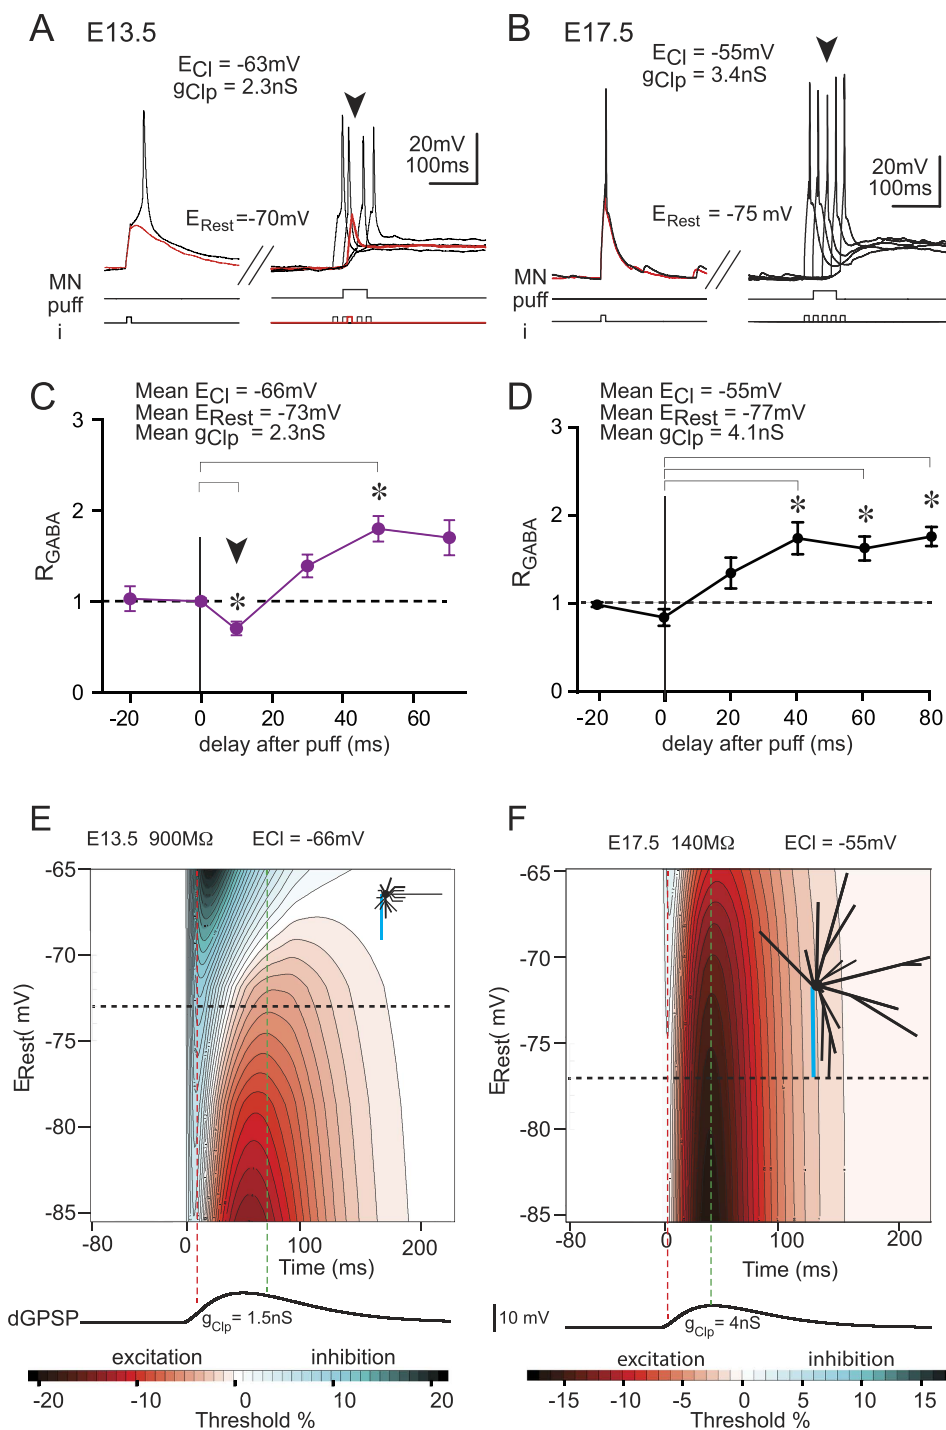 A E13.5
ECl = -63mV
gClp = 2.3nS
20mV
100ms
ERest =-70mV
MN
puff
i
B E17.5
ECl = -55mV
gClp = 3.4nS
20mV
100ms
ERest = -75 mV
MN
puff
i
C
Mean ECl = -66mV
Mean ERest = -73mV
Mean gClp = 2.3nS
3
2
1
0
RGABA
*
*
-20 0 20 40 60
delay after puff (ms)
D
Mean ECl = -55mV
Mean ERest = -77mV
Mean gClp = 4.1nS
3
2
1
0
RGABA
* * *
-20 0 20 40 60 80
delay after puff (ms)
E
E13.5 900MΩ ECl = -66mV
-65
-70
-75
-80
-85
ERest( mV)
-80 0 100 200
Time (ms)
dGPSP
gClp= 1.5nS
excitation inhibition
-20 -10 0 10 20
Threshold %
F
E17.5 140MΩ ECl = -55mV
-65
-70
-75
-80
-85
ERest( mV)
-80 0 100 200
Time (ms)
10 mV
gClp= 4nS
excitation inhibition
-15 -10 -5 0 5 10 15
Threshold %